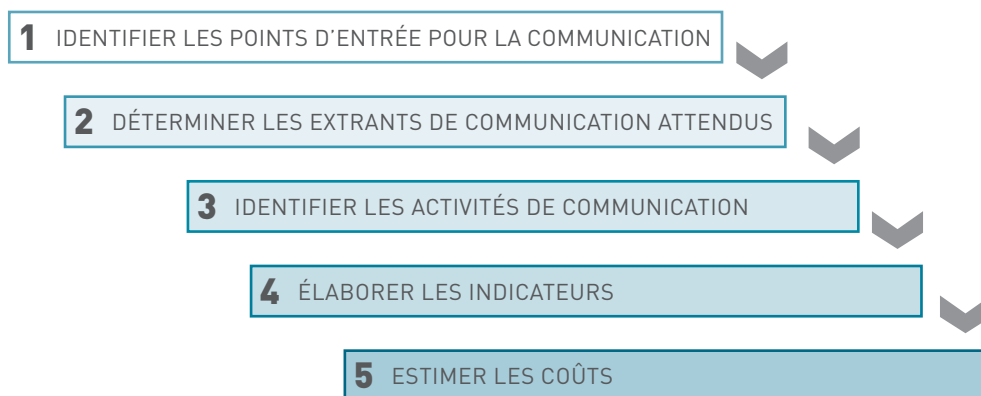 1 IDENTIFIER LES POINTS D'ENTRÉE POUR LA COMMUNICATION
2 DÉTERMINER LES EXTRANTS DE COMMUNICATION ATTENDUS
3 IDENTIFIER LES ACTIVITÉS DE COMMUNICATION
4 ÉLABORER LES INDICATEURS
5 ESTIMER LES COÛTS